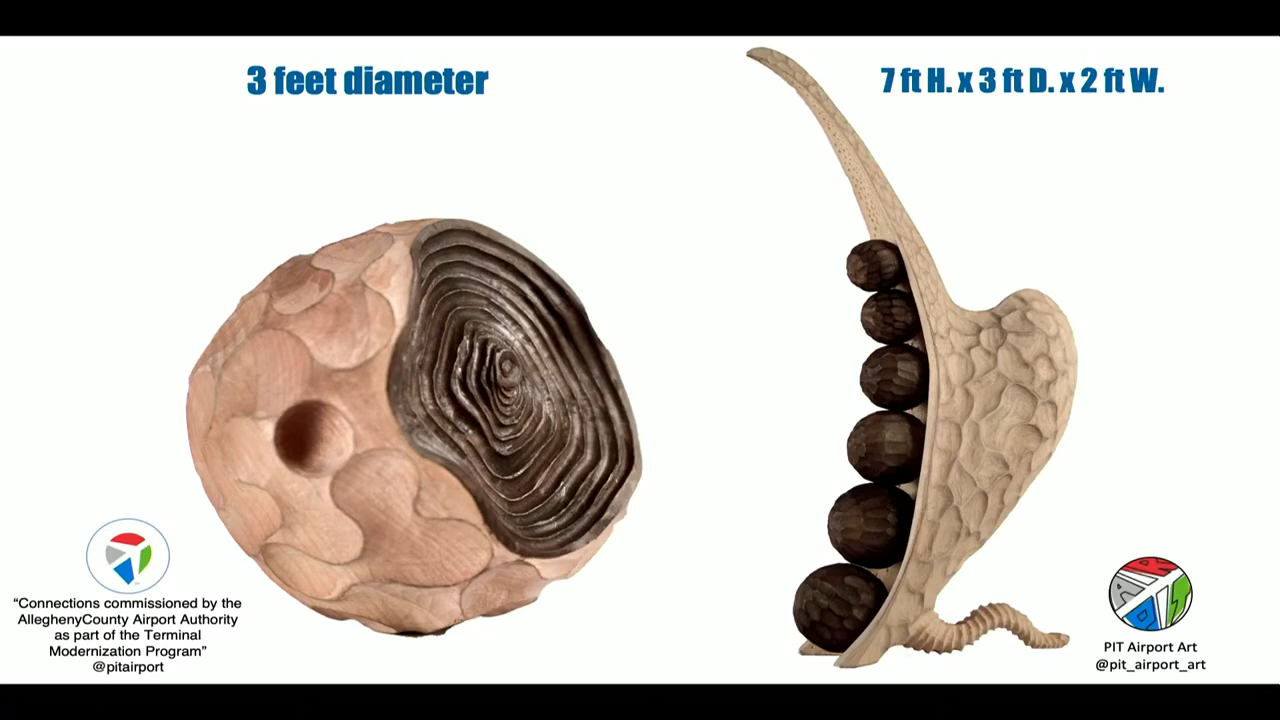 3 feet diameter
7 ft H. x 3 ft D. x 2 ft W.
“Connections commissioned by the
AlleghenyCounty Airport Authority
as part of the Terminal
Modernization Program”
@pitairport
PIT Airport Art
@pit_airport_art